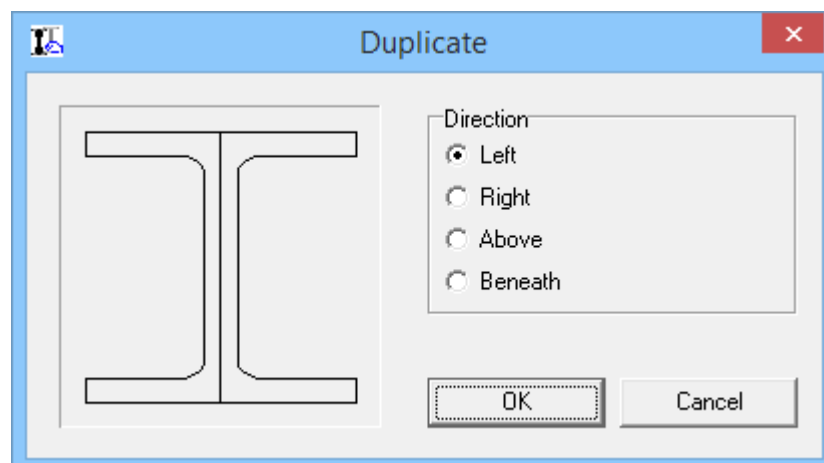 Duplicate
Direction
Left
Right
Above
Beneath
OK
Cancel